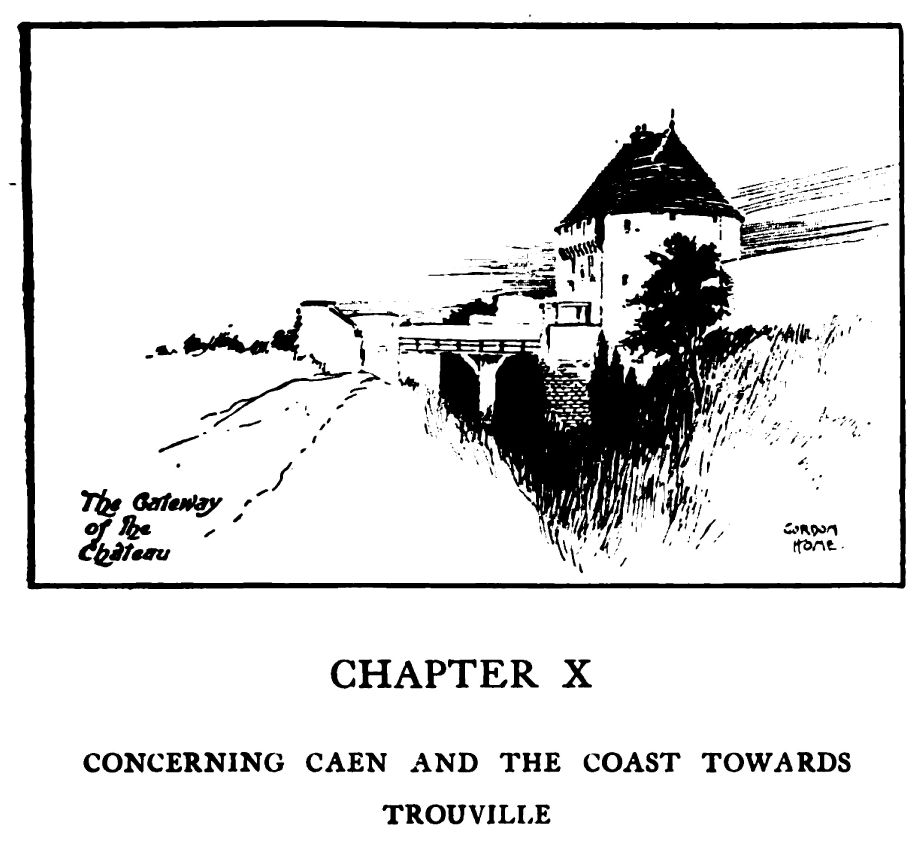 The Gateway
of the
Château
GORDON
HOME.
CHAPTER X
CONCERNING CAEN AND THE COAST TOWARDS
TROUVILLE